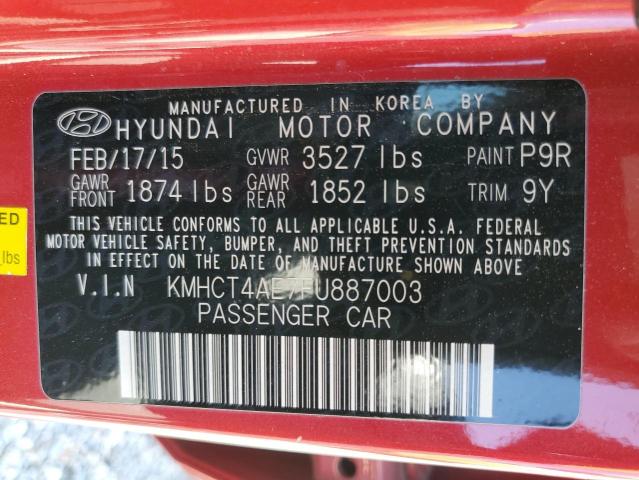 MANUFACTURED IN KOREA BY
HYUNDAI MOTOR COMPANY
FEB/17/15 GVWR 3527 lbs PAINT P9R
GAWR FRONT 1874 lbs GAWR REAR 1852 lbs TRIM 9Y
THIS VEHICLE CONFORMS TO ALL APPLICABLE U.S.A. FEDERAL
MOTOR VEHICLE SAFETY, BUMPER, AND THEFT PREVENTION STANDARDS
IN EFFECT ON THE DATE OF MANUFACTURE SHOWN ABOVE.
V.I.N KMHCT4AE7FU887003
PASSENGER CAR
ED
lbs